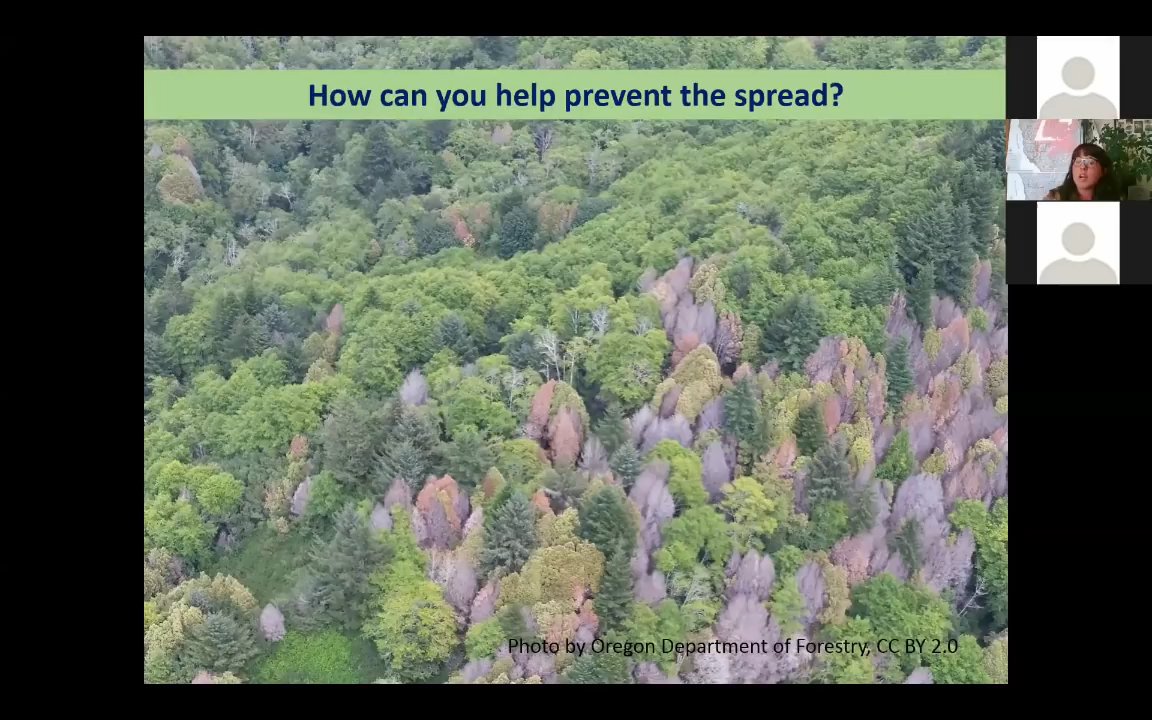 How can you help prevent the spread?
Photo by Oregon Department of Forestry, CC BY 2.0